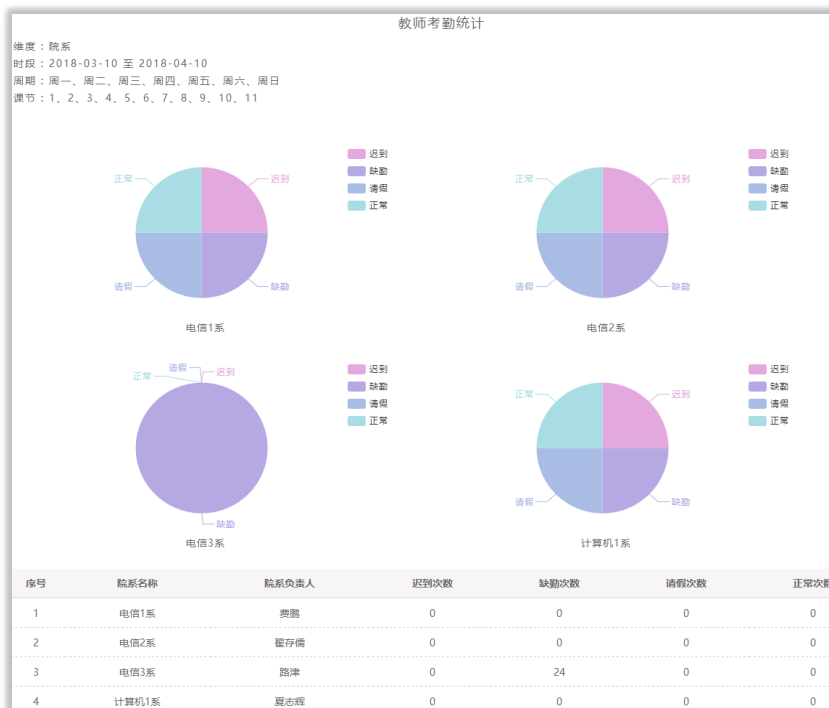 教师考勤统计
维度：院系
时段：2018-03-10 至 2018-04-10
周期：周一、周二、周三、周四、周五、周六、周日
课节：1、2、3、4、5、6、7、8、9、10、11
迟到
缺勤
请假
正常
正常
迟到
请假
缺勤
电信1系
迟到
缺勤
请假
正常
正常
迟到
请假
缺勤
电信2系
迟到
缺勤
请假
正常
请假
正常
迟到
缺勤
电信3系
迟到
缺勤
请假
正常
正常
迟到
请假
缺勤
计算机1系
序号 院系名称 院系负责人 迟到次数 缺勤次数 请假次数 正常次数
1 电信1系 费鹏 0 0 0 0
2 电信2系 翟存儒 0 0 0 0
3 电信3系 路津 0 24 0 0
4 计算机1系 夏志辉 0 0 0 0